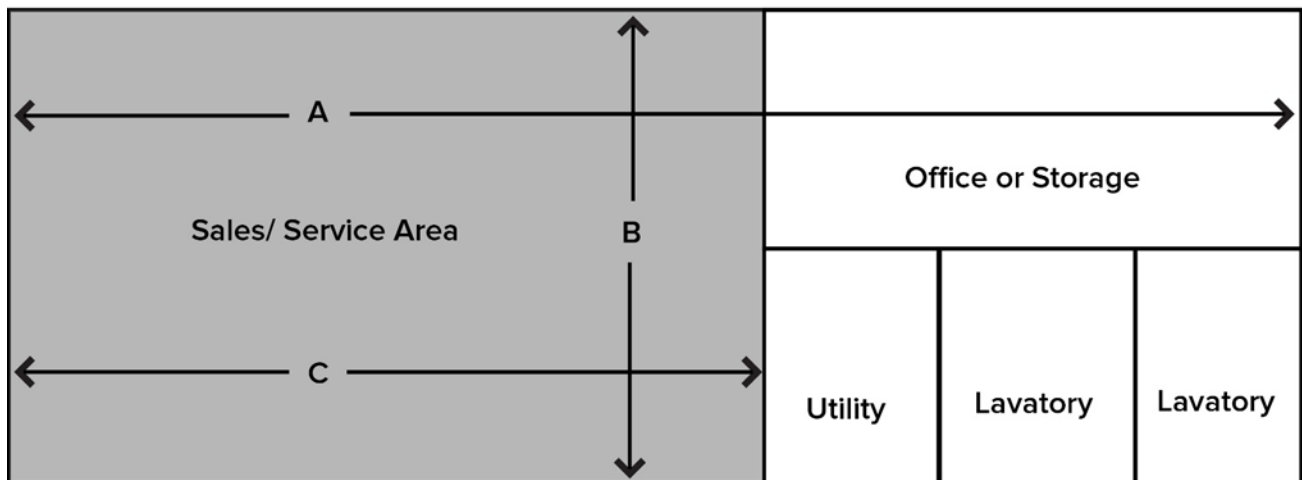 A
Office or Storage
Sales/ Service Area
B
C
Utility
Lavatory
Lavatory